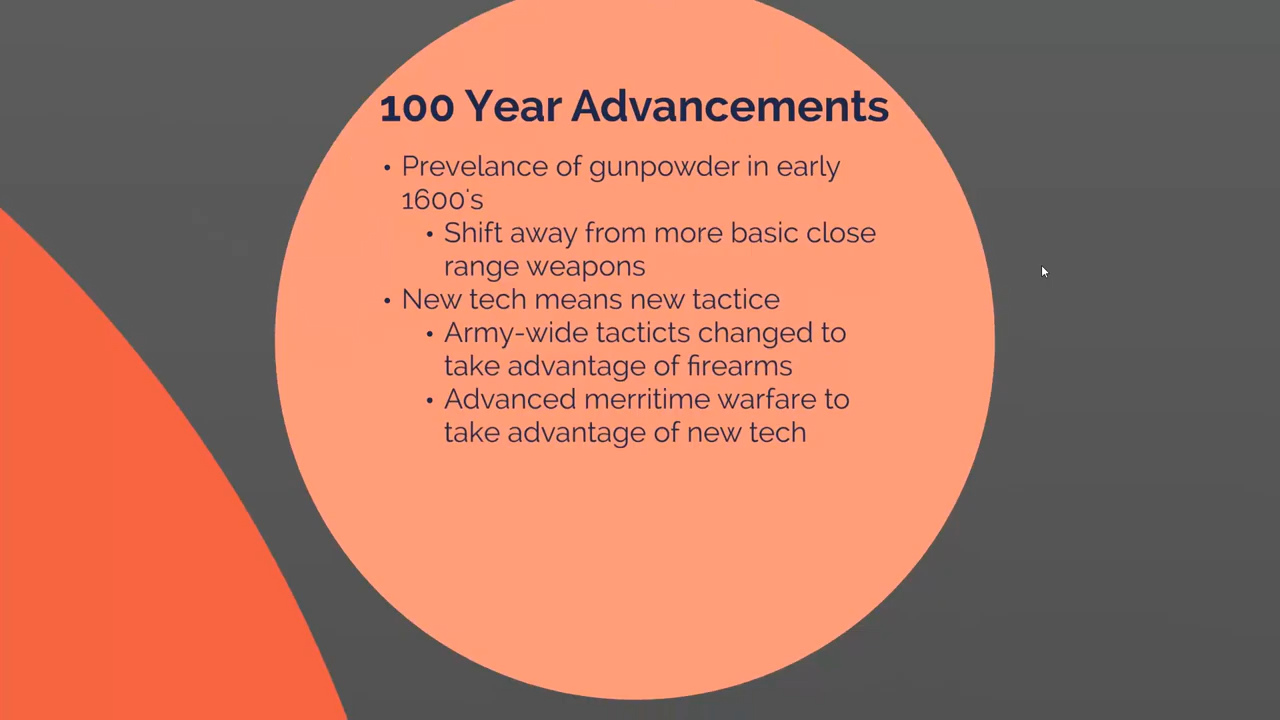 100 Year Advancements
• Prevelance of gunpowder in early
1600's
• Shift away from more basic close
range weapons
• New tech means new tactice
• Army-wide tacticts changed to
take advantage of firearms
• Advanced merritime warfare to
take advantage of new tech